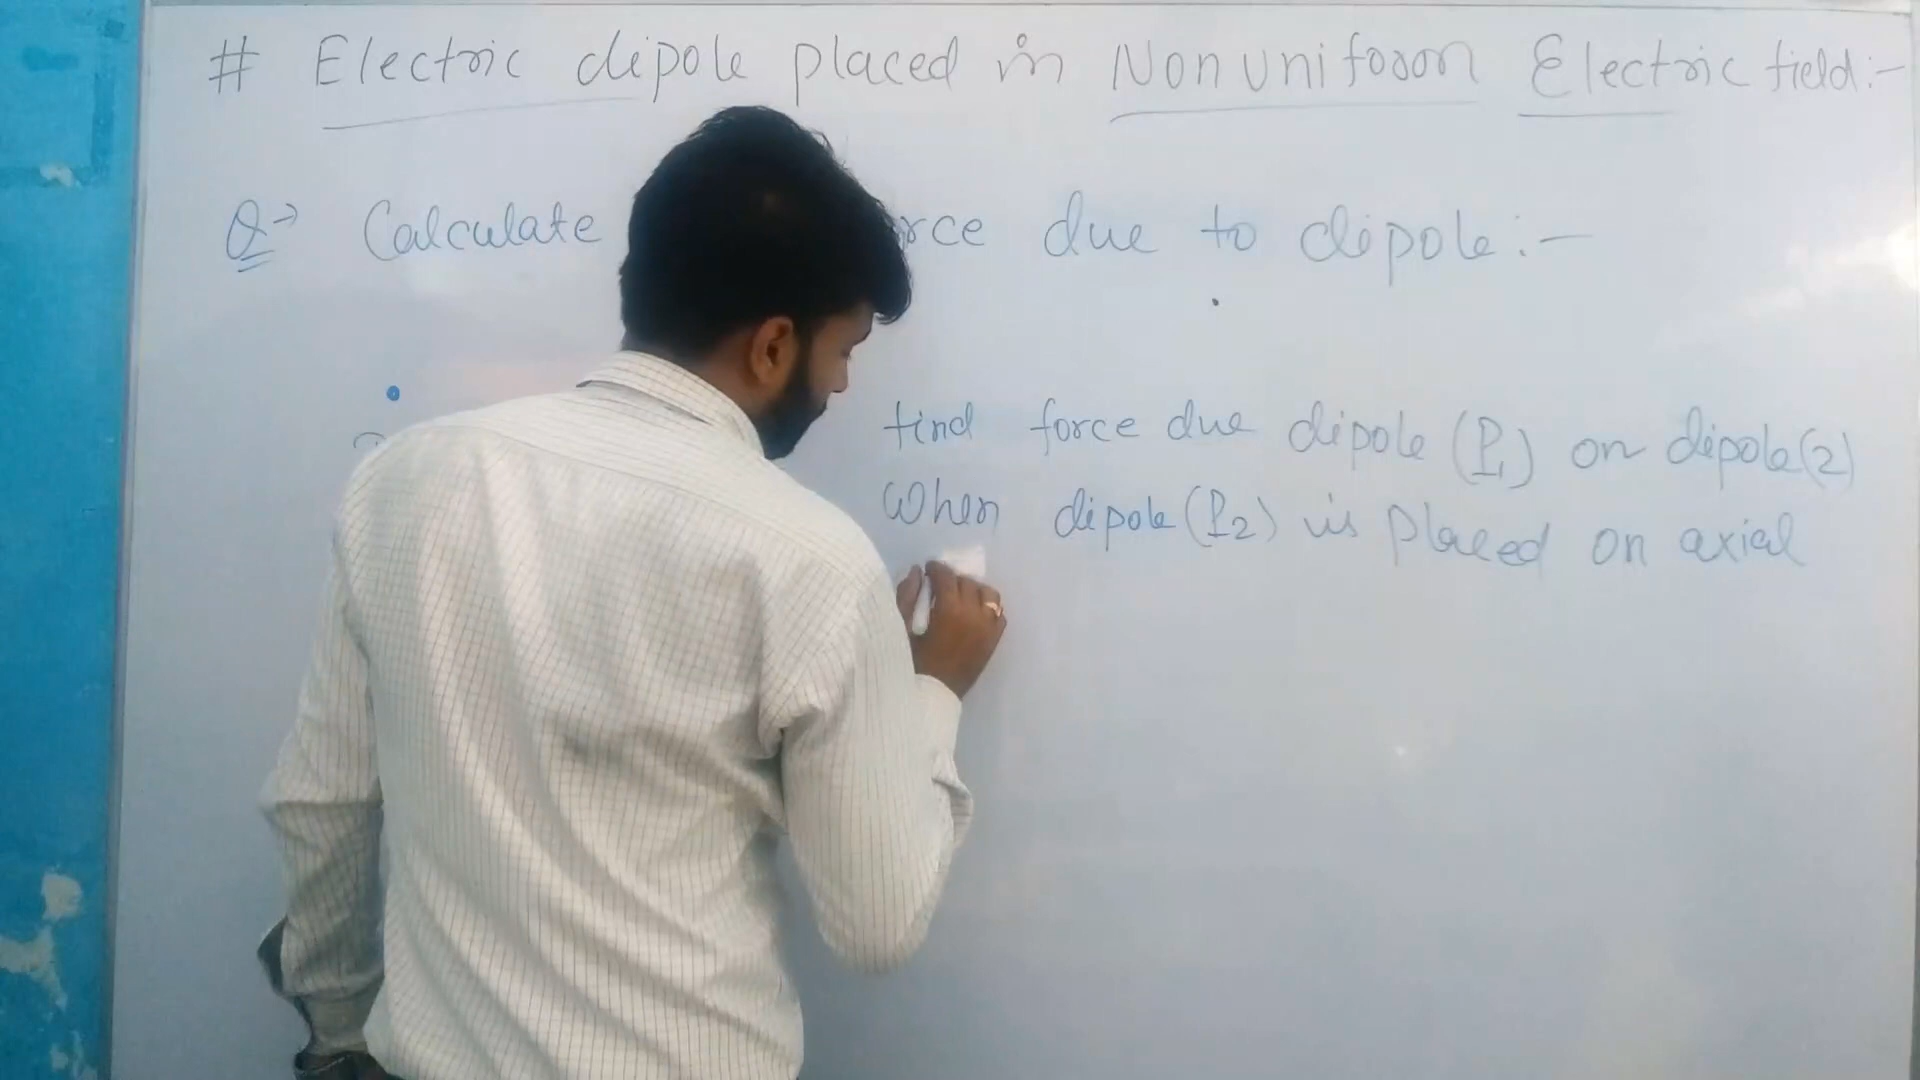 # Electric dipole placed in Nonuniform Electric field:-
Q→ Calculate due to dipole:-
find force due dipole (P1) on dipole(2)
When dipole (P2) is placed on axial